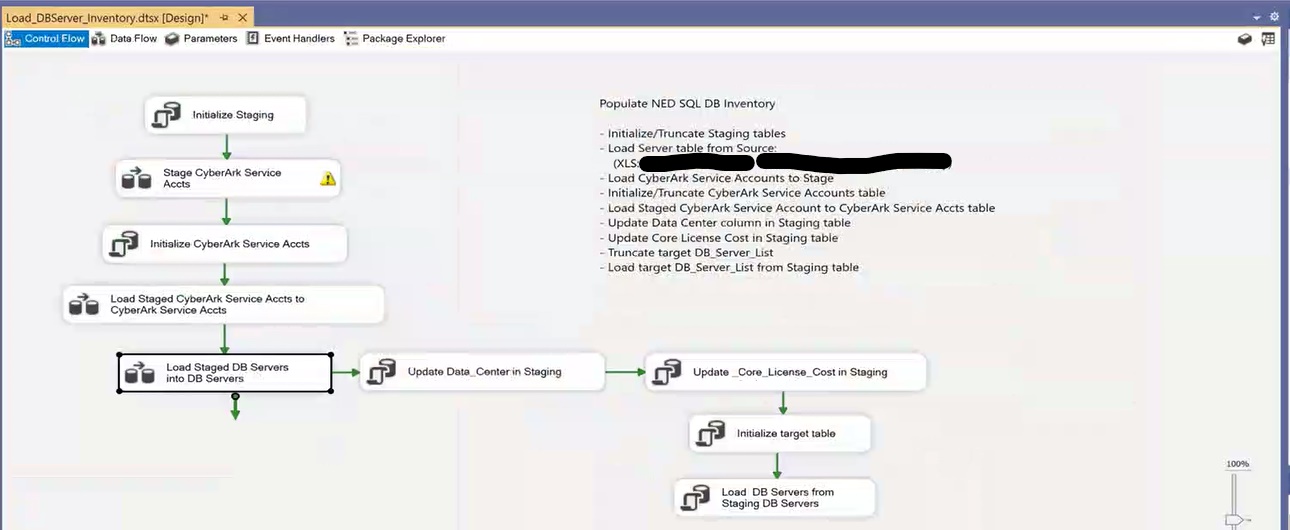 Load_DBServer_Inventory.dtsx [Design]*
Control Flow Data Flow Parameters Event Handlers Package Explorer
Initialize Staging
Stage CyberArk Service
Accts
Initialize CyberArk Service Accts
Load Staged CyberArk Service Accts to
CyberArk Service Accts
Load Staged DB Servers
into DB Servers
Update Data_Center in Staging
Update _Core_License_Cost in Staging
Initialize target table
Load  DB Servers from
Staging DB Servers
Populate NED SQL DB Inventory
- Initialize/Truncate Staging tables
- Load Server table from Source:
(XLS:
- Load CyberArk Service Accounts to Stage
- Initialize/Truncate CyberArk Service Accounts table
- Load Staged CyberArk Service Account to CyberArk Service Accts table
- Update Data Center column in Staging table
- Update Core License Cost in Staging table
- Truncate target DB_Server_List
- Load target DB_Server_List from Staging table
100%